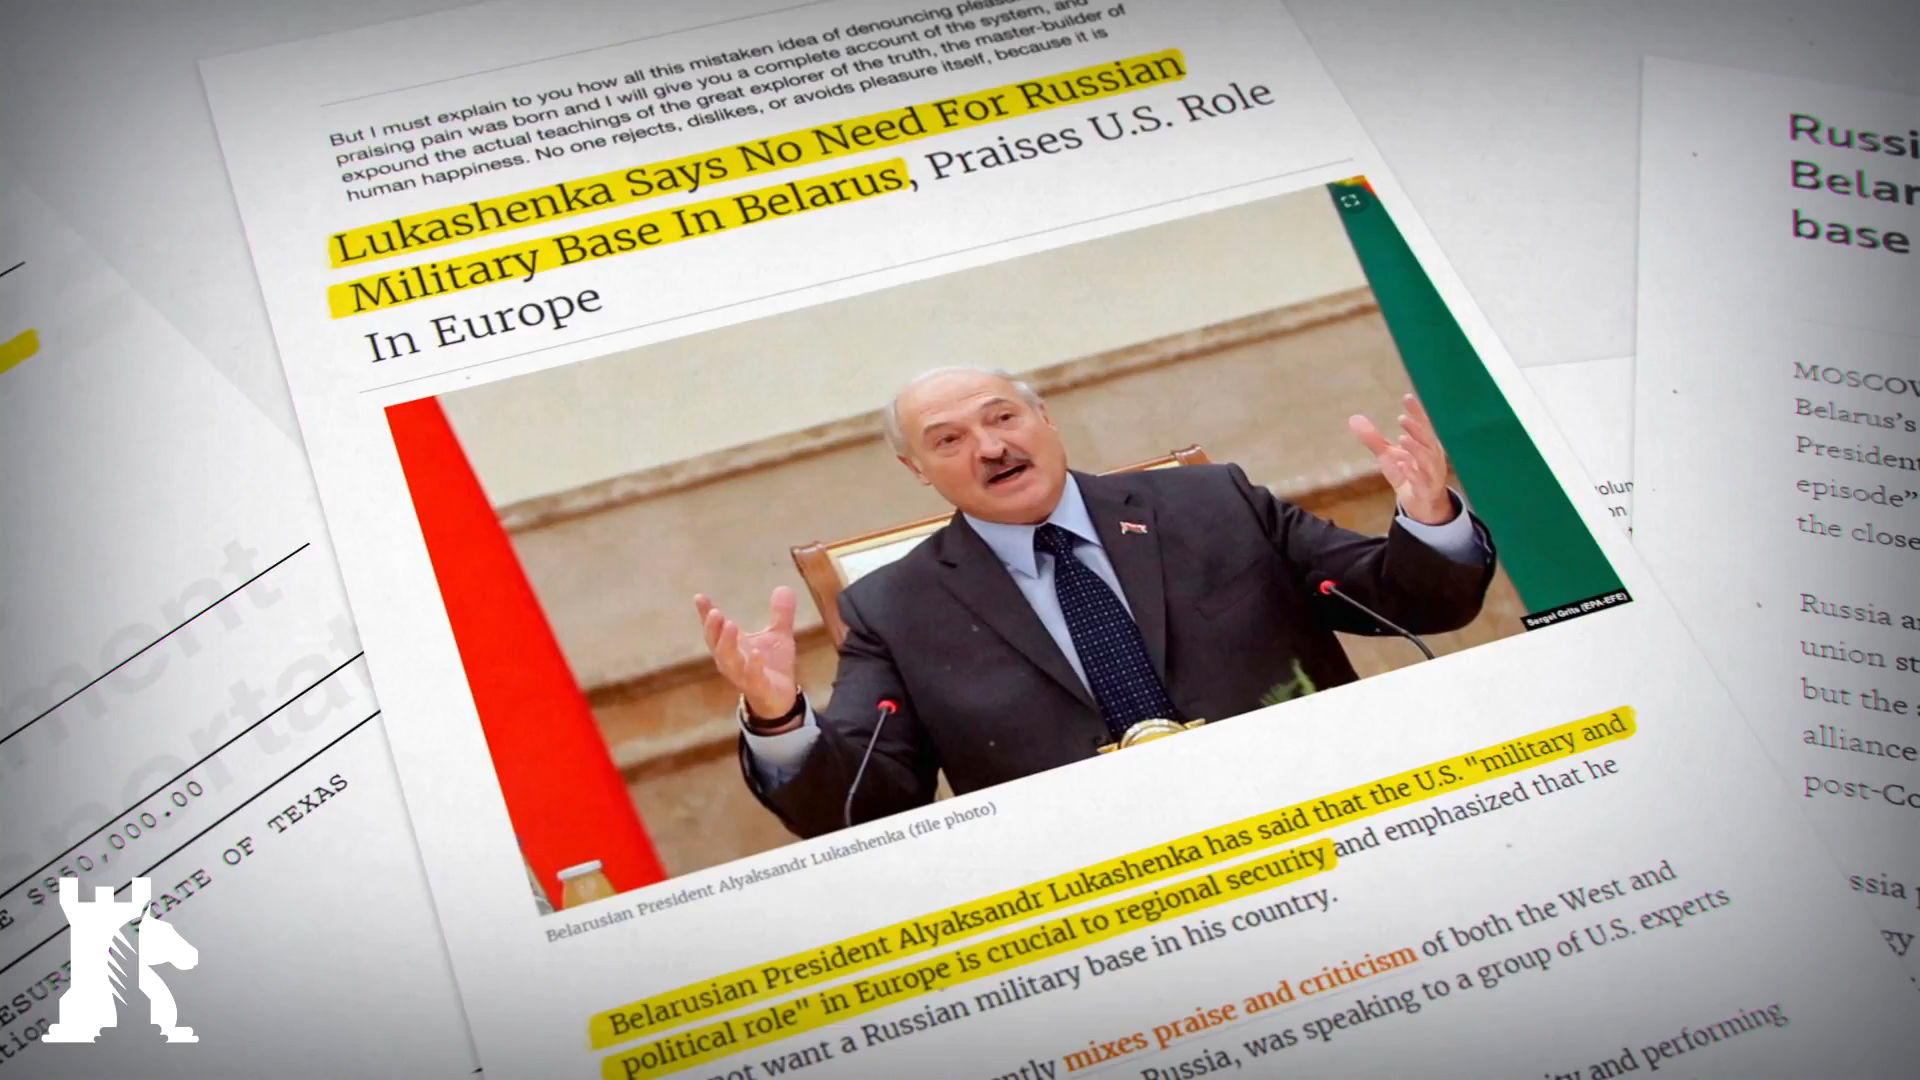 But I must explain to you how all this mistaken idea of denouncing
praising pain was born and I will give you a complete account of the system, and
expound the actual teachings of the great explorer of the truth, the master-builder of
human happiness. No one rejects, dislikes, or avoids pleasure itself, because it is
Lukashenka Says No Need For Russian
Military Base In Belarus, Praises U.S. Role
In Europe
Sergei Grits (EPA-EFE)
Belarusian President Alyaksandr Lukashenka (file photo)
Belarusian President Alyaksandr Lukashenka has said that the U.S. "military and
political role" in Europe is crucial to regional security and emphasized that he
not want a Russian military base in his country.
mixes praise and criticism of both the West and
Russia, was speaking to a group of U.S. experts
and performing
$850,000.00
STATE OF TEXAS
Russi
Belar
base
MOSCOW
Belarus's
President
episode”
the close
Russia
union st
but the
alliance
post-Co